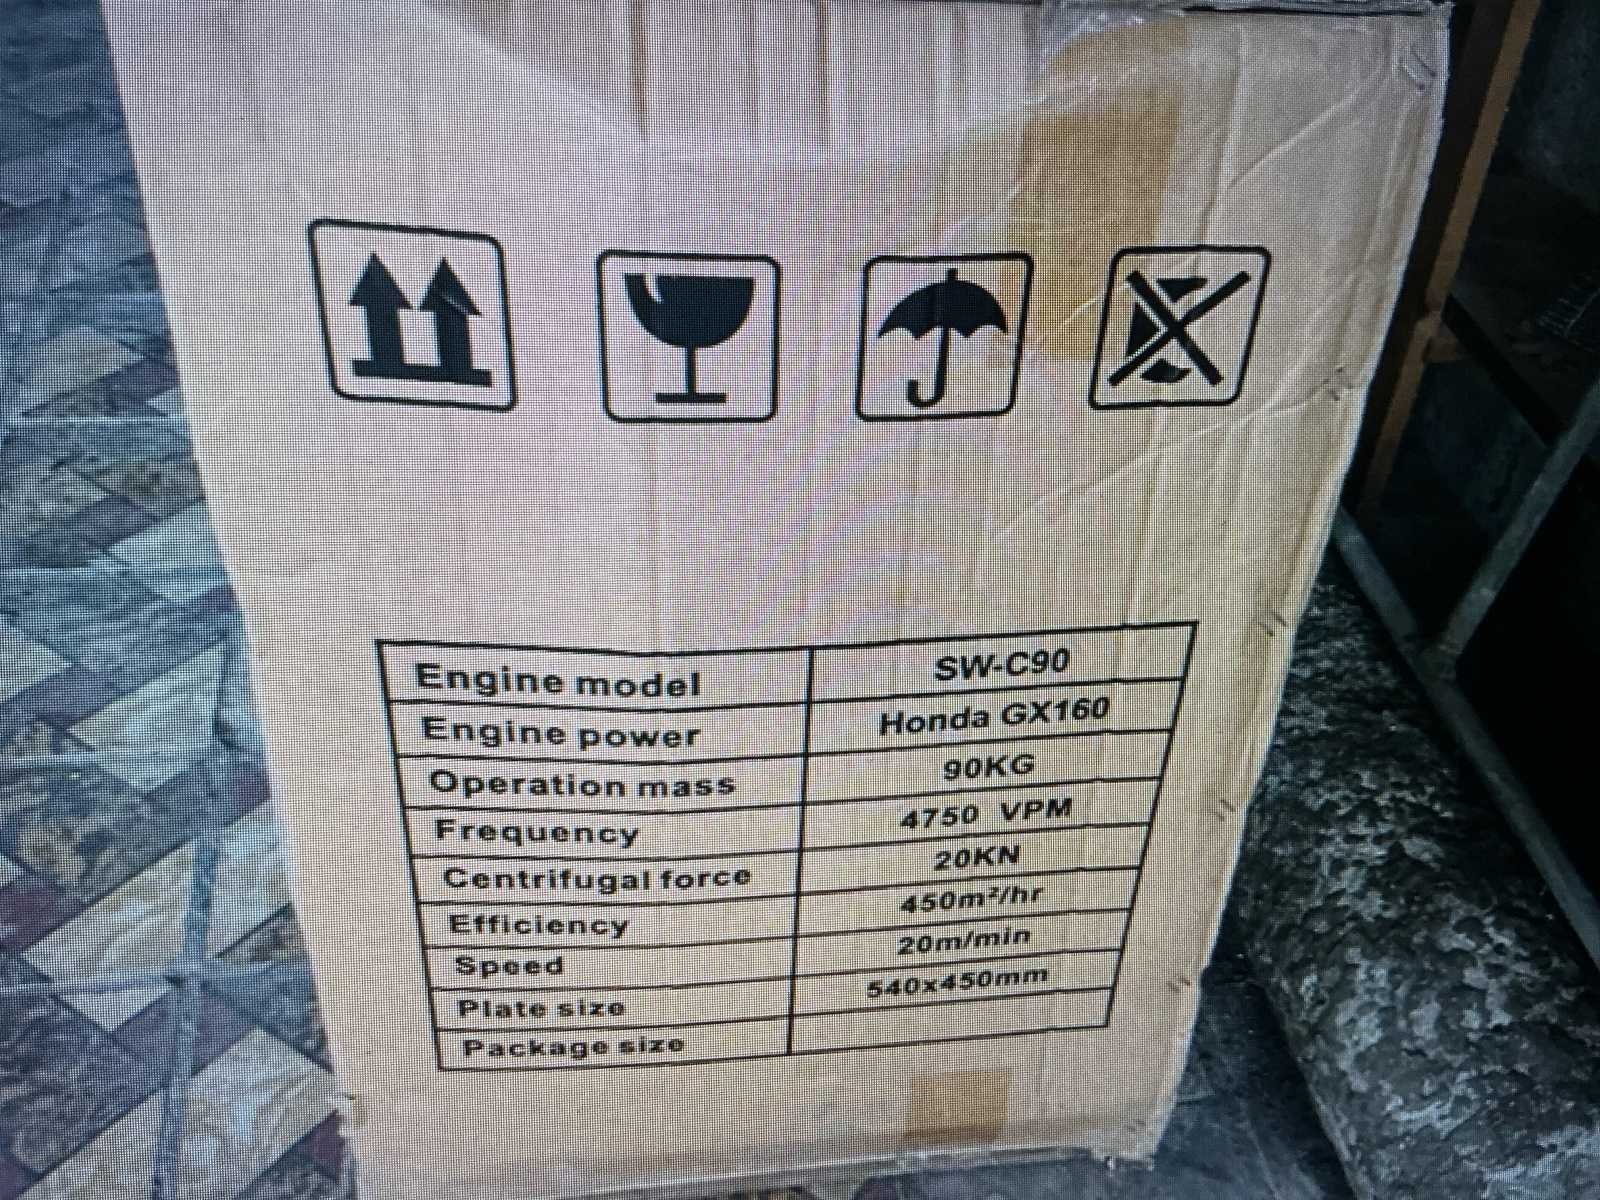 Engine model SW-C90
Engine power Honda GX160
Operation mass 90KG
Frequency 4750 VPM
Centrifugal force 20KN
Efficiency 450m²/hr
Speed 20m/min
Plate size 540x450mm
Package size